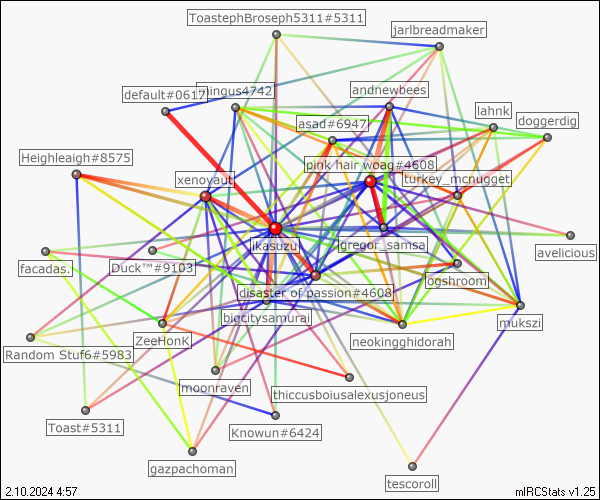 ToastephBroseph5311#5311
jarlbreadmaker
andnewbees
default#0617
mingus4742
lahnk
doggerdig
asad#6947
Heighleaigh#8575
pink hair woag#4608
xenovaut
turkey_mcnugget
ikasuzu
gregor_samsa
avelicious
facadas.
Duck™#9103
ogshroom
disaster of passion#4608
bigcitysamurai
mukszi
ZeeHonK
neokingghidorah
Random Stuf6#5983
moonraven
thiccusboiusalexusjoneus
Toast#5311
Knowun#6424
gazpachoman
tescoroll
2.10.2024 4:57
mIRCStats v1.25